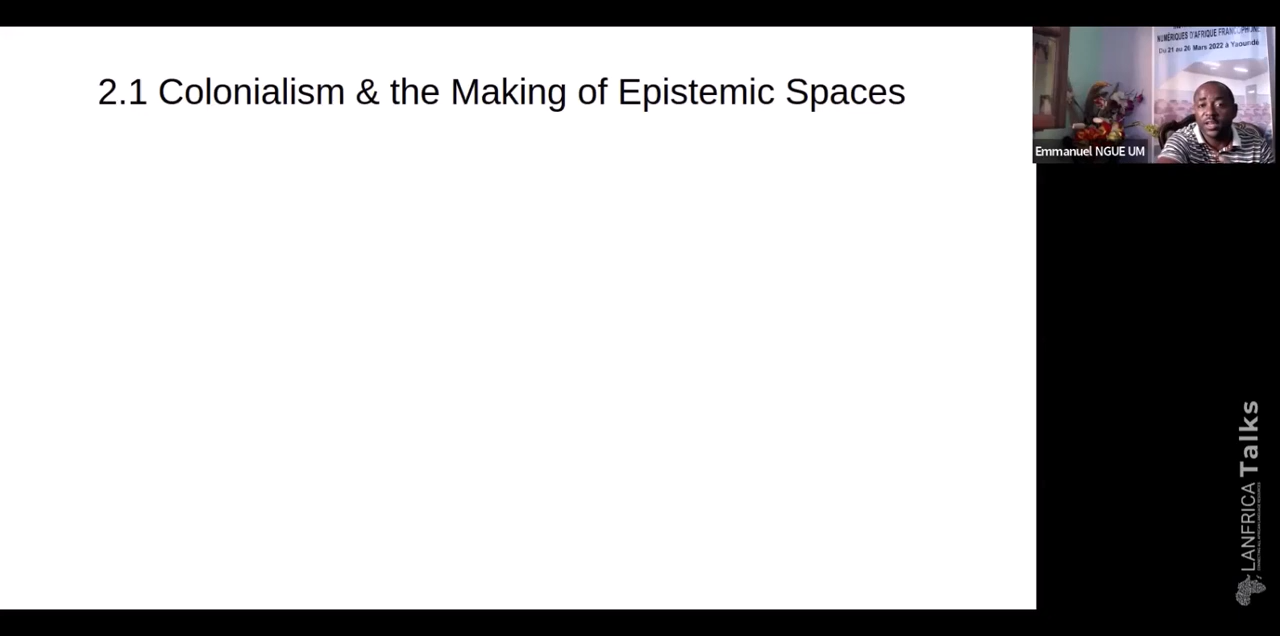 2.1 Colonialism & the Making of Epistemic Spaces
NUMÉRIQUES D'AFRIQUE FRANCOPHONE
Du 21 au 26 Mars 2022 à Yaoundé
Emmanuel NGUE UM
LANFRICA Talks